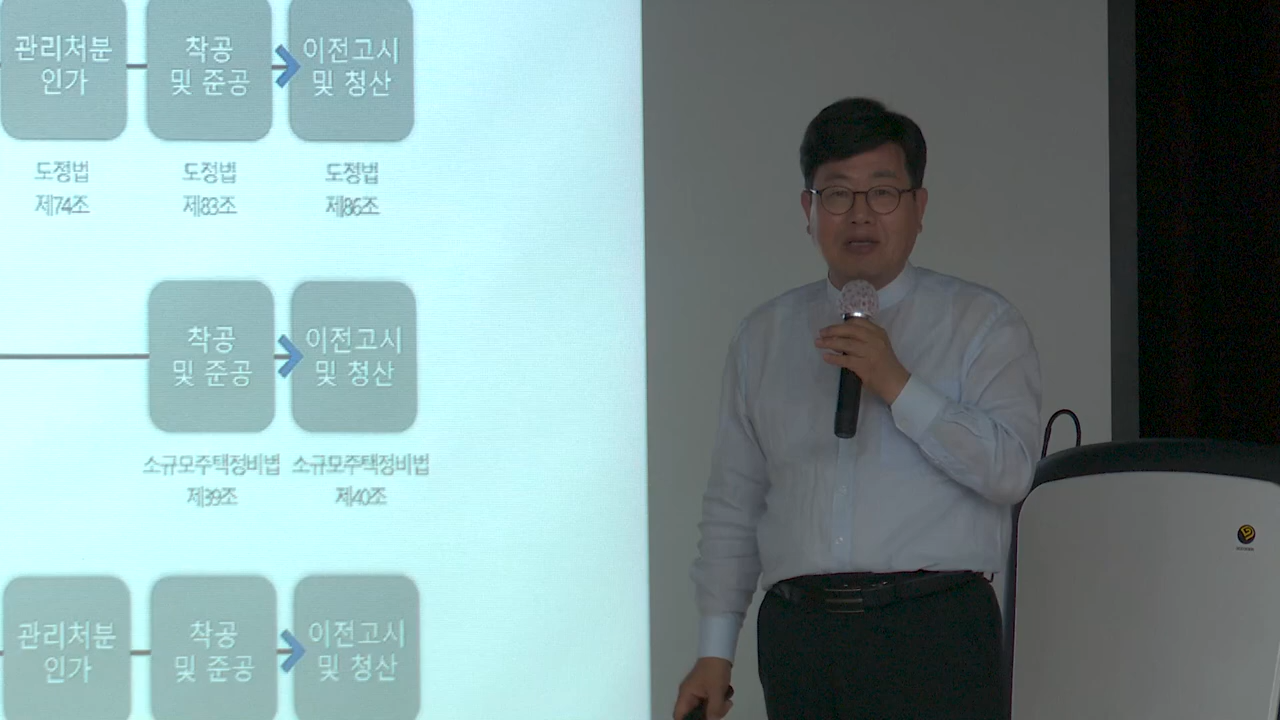 관리처분
인가
착공
및 준공
이전고시
및 청산
도정법
제74조
도정법
제83조
도정법
제86조
착공
및 준공
이전고시
및 청산
소규모주택정비법
제39조
소규모주택정비법
제40조
관리처분
인가
착공
및 준공
이전고시
및 청산